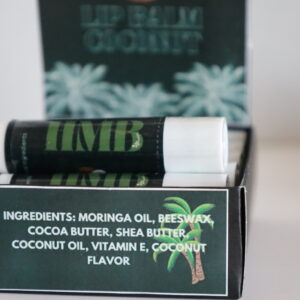 LIP BALM
COCONUT
HMB
INGREDIENTS: MORINGA OIL, BEESWAX,
COCOA BUTTER, SHEA BUTTER,
COCONUT OIL, VITAMIN E, COCONUT
FLAVOR